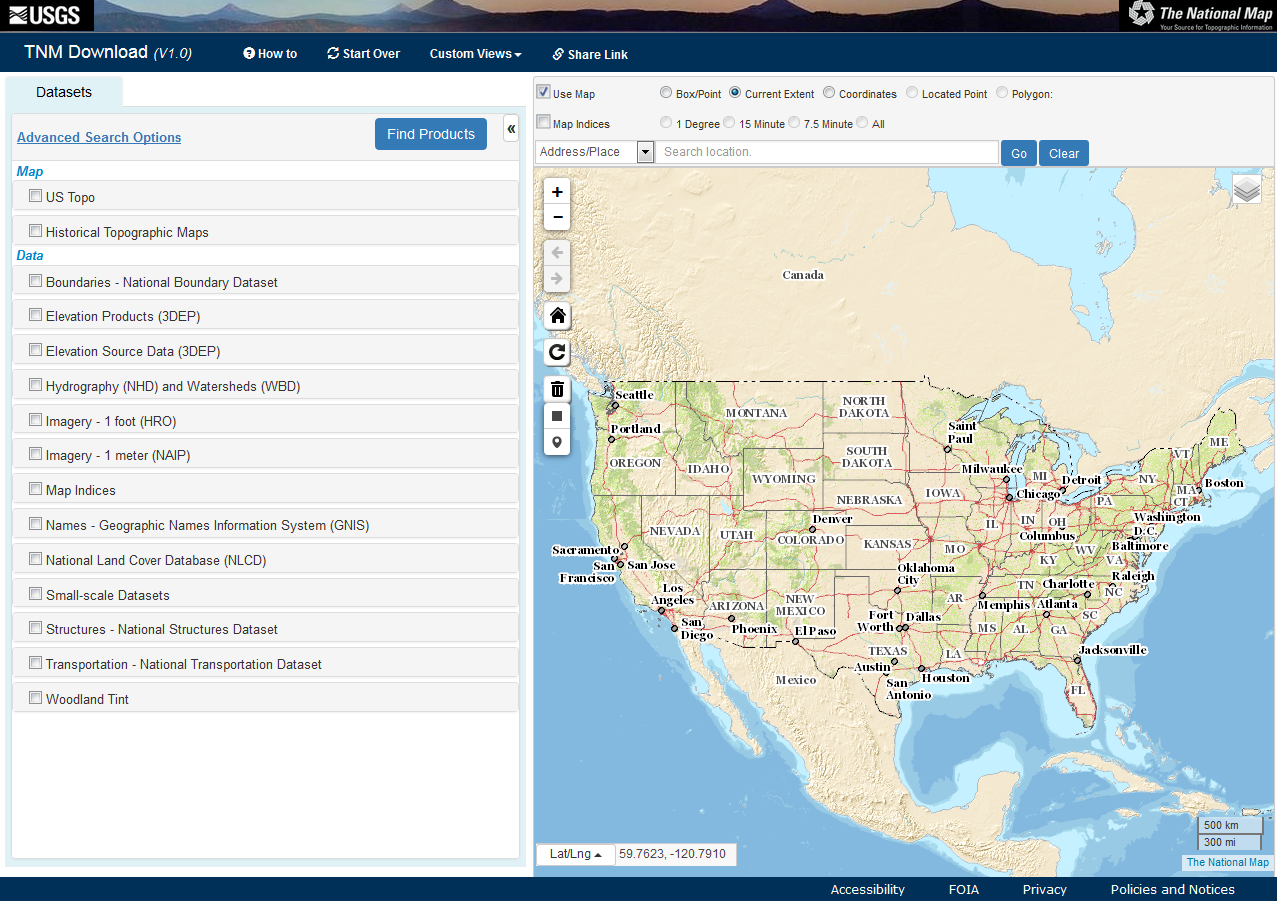 USGS
The National Map
Your Source for Topographic Information
TNM Download (V1.0)
How to
Start Over
Custom Views
Share Link
Datasets
Advanced Search Options
Find Products
«
Map
US Topo
Historical Topographic Maps
Data
Boundaries - National Boundary Dataset
Elevation Products (3DEP)
Elevation Source Data (3DEP)
Hydrography (NHD) and Watersheds (WBD)
Imagery - 1 foot (HRO)
Imagery - 1 meter (NAIP)
Map Indices
Names - Geographic Names Information System (GNIS)
National Land Cover Database (NLCD)
Small-scale Datasets
Structures - National Structures Dataset
Transportation - National Transportation Dataset
Woodland Tint
Use Map
Box/Point
Current Extent
Coordinates
Located Point
Polygon:
Map Indices
1 Degree
15 Minute
7.5 Minute
All
Address/Place
Search location.
Go
Clear
+
−
Canada
Seattle
Portland
MONTANA
NORTH
DAKOTA
Saint
Paul
OREGON
IDAHO
SOUTH
DAKOTA
WYOMING
Milwaukee
MI
Detroit
NY
VT
ME
Boston
MA
CT
NEBRASKA
IOWA
Chicago
PA
NEVADA
UTAH
Denver
COLORADO
KANSAS
MO
IL
IN
OH
Columbus
Washington
D.C.
Baltimore
WV
VA
KY
Sacramento
San
Francisco
San Jose
Los
Angeles
San
Diego
ARIZONA
Phoenix
NEW
MEXICO
El Paso
Oklahoma
City
AR
TN
Charlotte
Raleigh
NC
Memphis
Atlanta
SC
Fort
Worth
Dallas
MS
AL
GA
TEXAS
LA
Austin
Houston
San
Antonio
Jacksonville
FL
Mexico
500 km
300 mi
The National Map
Lat/Lng
59.7623, -120.7910
Accessibility
FOIA
Privacy
Policies and Notices